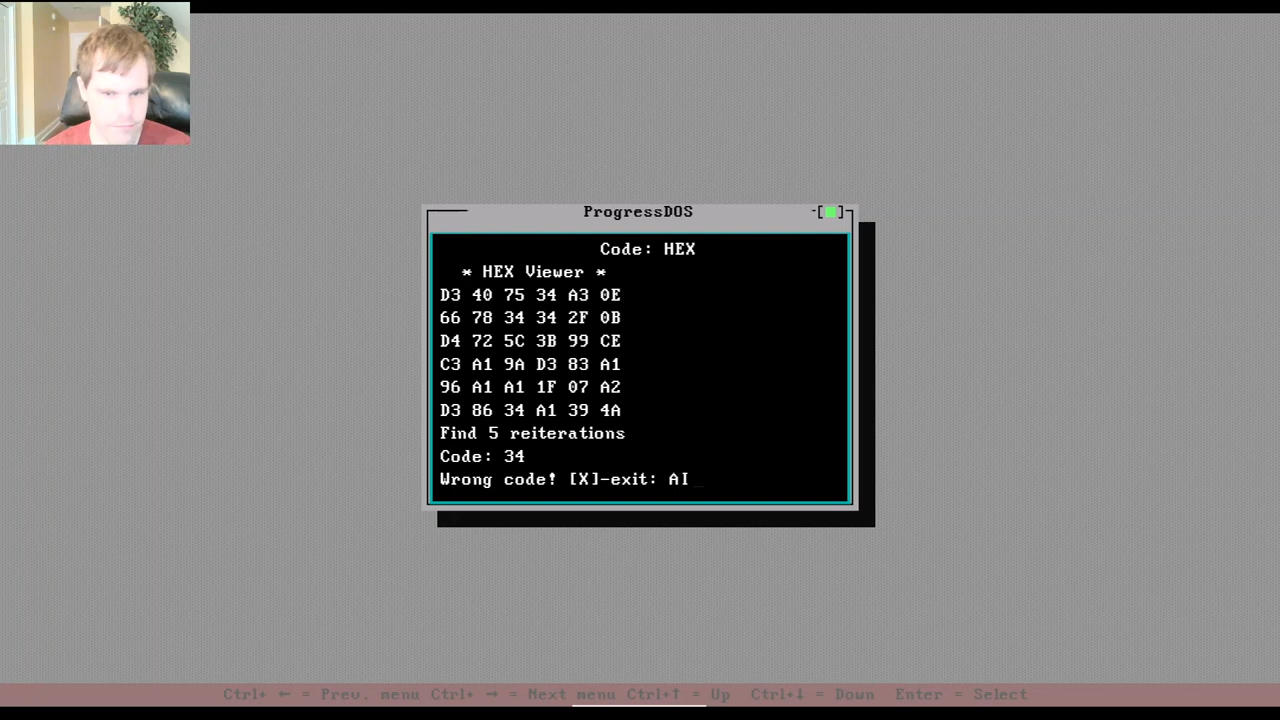 ProgressDOS
Code: HEX
* HEX Viewer *
D3 40 75 34 A3 0E
66 78 34 34 2F 0B
D4 72 5C 3B 99 CE
C3 A1 9A D3 83 A1
96 A1 A1 1F 07 A2
D3 86 34 A1 39 4A
Find 5 reiterations
Code: 34
Wrong code! [X]-exit: AI_
Ctrl+ ← = Prev. menu Ctrl+ → = Next menu Ctrl+↑ = Up Ctrl+↓ = Down Enter = Select